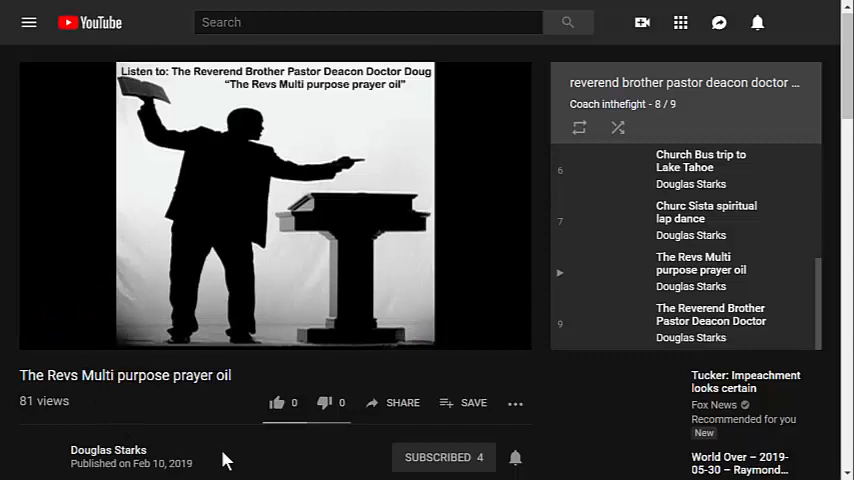 YouTube
Search
Listen to: The Reverend Brother Pastor Deacon Doctor Doug
"The Revs Multi purpose prayer oil"
reverend brother pastor deacon doctor ...
Coach inthefight - 8 / 9
6
Church Bus trip to
Lake Tahoe
Douglas Starks
7
Churc Sista spiritual
lap dance
Douglas Starks
The Revs Multi
purpose prayer oil
Douglas Starks
9
The Reverend Brother
Pastor Deacon Doctor
Douglas Starks
The Revs Multi purpose prayer oil
81 views
0
0
SHARE
SAVE
Douglas Starks
Published on Feb 10, 2019
SUBSCRIBED 4
Tucker: Impeachment
looks certain
Fox News
Recommended for you
New
World Over – 2019-
05-30 – Raymond...